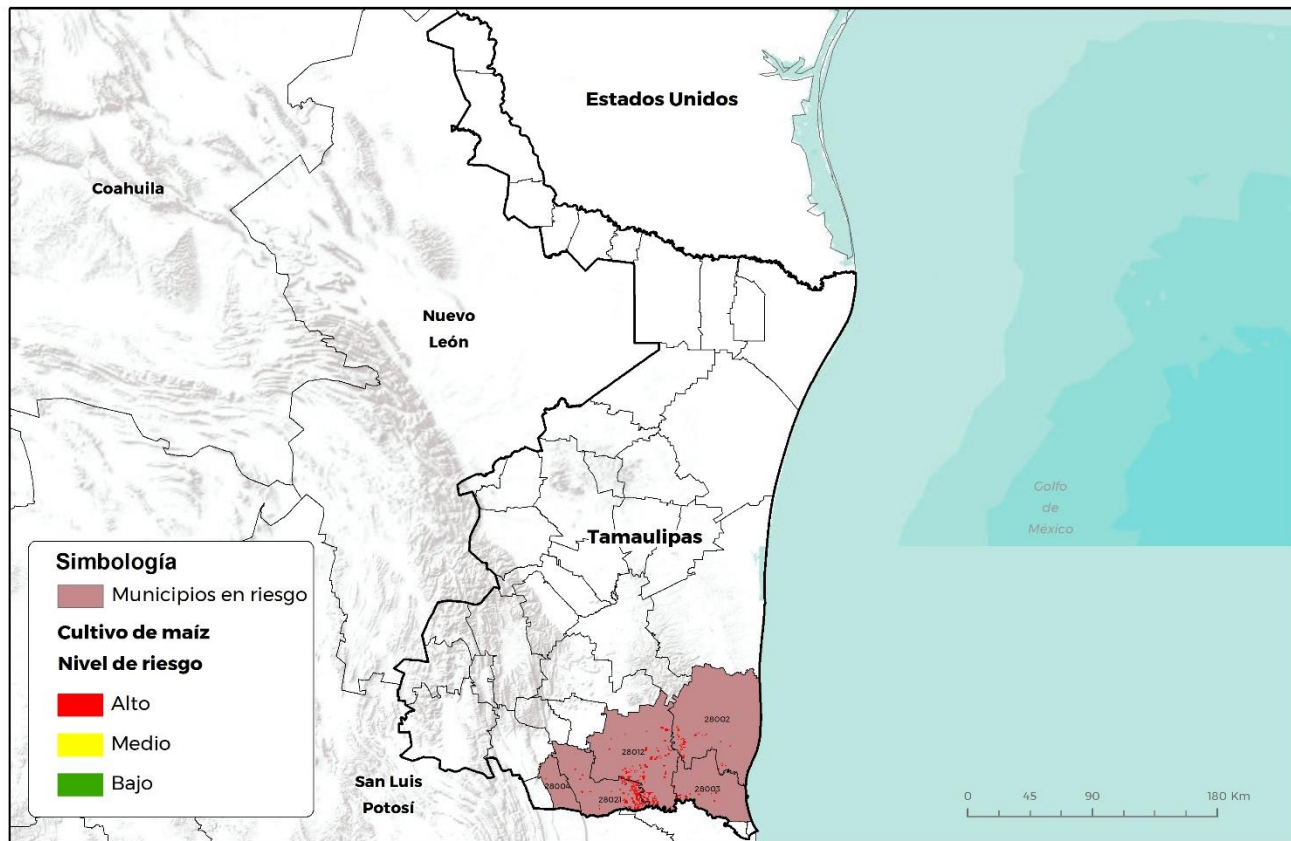 Estados Unidos
Coahuila
Nuevo
León
Golfo
de
México
Tamaulipas
Simbología
Municipios en riesgo
Cultivo de maíz
Nivel de riesgo
Alto
Medio
Bajo
28002
28012
28004
28021
28003
San Luis
Potosí
0 45 90 180 Km